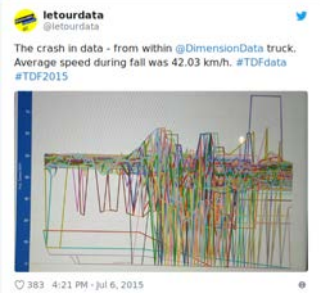 letourdata
@letourdata
The crash in data - from within @DimensionData truck.
Average speed during fall was 42.03 km/h. #TDFdata
#TDF2015
383 4:21 PM - Jul 6, 2015